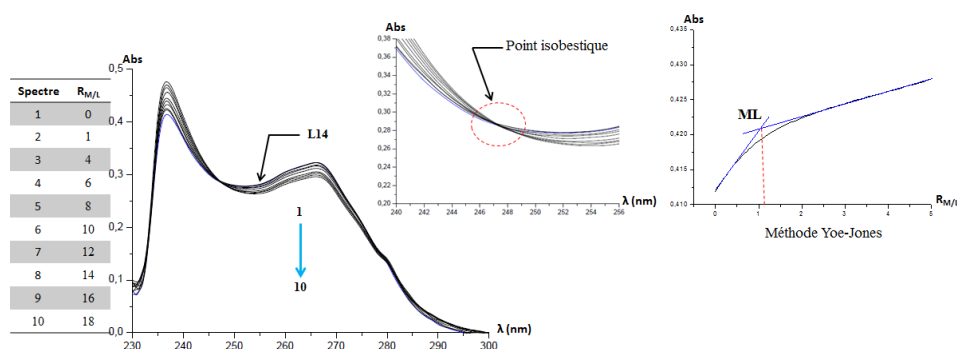 Spectre R_M/L
1 0
2 1
3 4
4 6
5 8
6 10
7 12
8 14
9 16
10 18
Abs
0,5
0,4
0,3
0,2
0,1
0,0
L14
1
10
λ (nm)
230 240 250 260 270 280 290 300
Abs
0,38
0,36
0,34
0,32
0,30
0,28
0,26
0,24
0,22
0,20
Point isobestique
λ (nm)
240 242 244 246 248 250 252 254 256
Abs
0,435
0,430
0,425
0,420
0,415
0,410
ML
R_M/L
0 1 2 3 4 5
Méthode Yoe-Jones